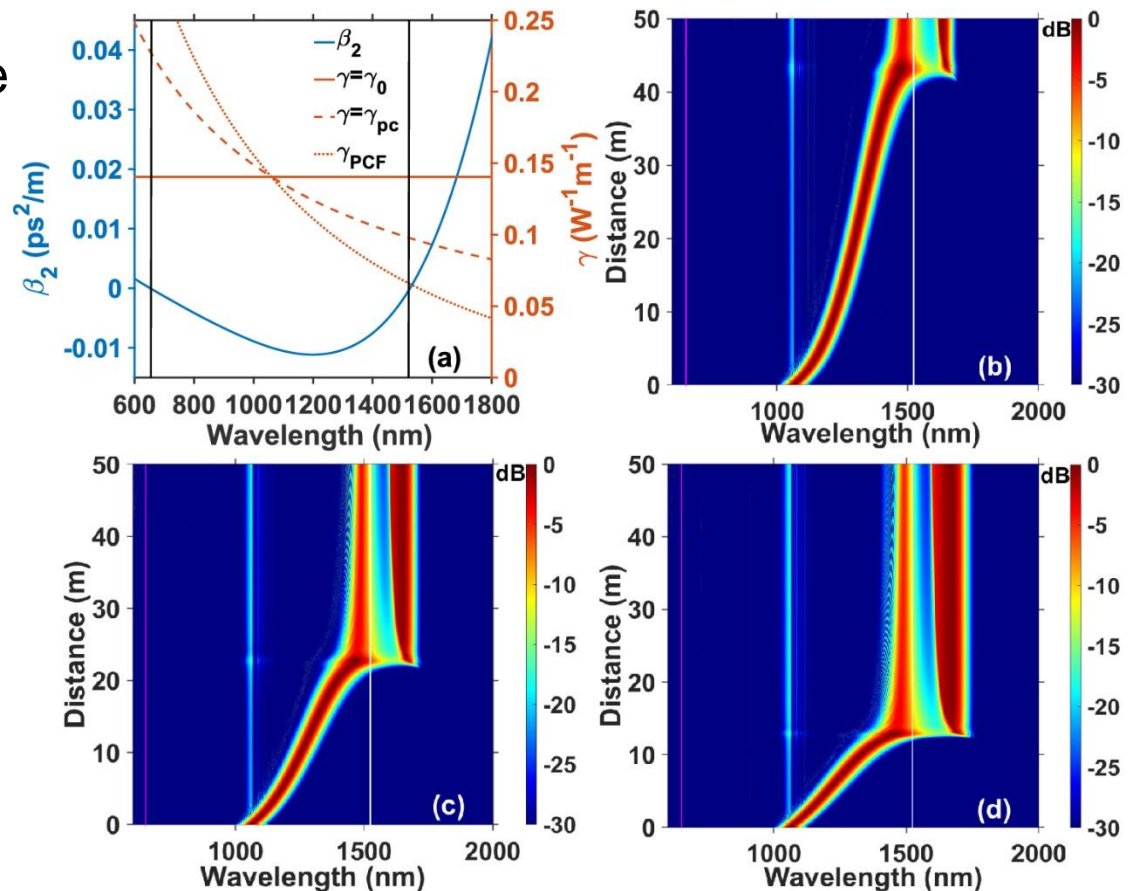 e
β₂ (ps²/m)
0.04
0.03
0.02
0.01
0
-0.01
β₂
γ=γ₀
γ=γpc
γPCF
(a)
0.25
0.2
0.15
0.1
0.05
0
γ (W⁻¹m⁻¹)
600 800 1000 1200 1400 1600 1800
Wavelength (nm)
Distance (m)
50
40
30
20
10
0
(b)
1000 1500 2000
Wavelength (nm)
dB
0
-5
-10
-15
-20
-25
-30
Distance (m)
50
40
30
20
10
0
(c)
1000 1500 2000
Wavelength (nm)
dB
0
-5
-10
-15
-20
-25
-30
Distance (m)
50
40
30
20
10
0
(d)
1000 1500 2000
Wavelength (nm)
dB
0
-5
-10
-15
-20
-25
-30